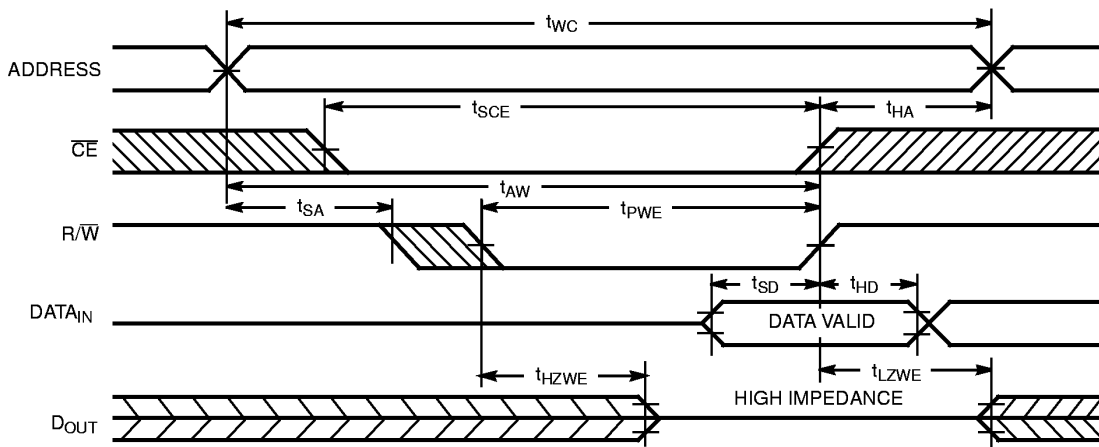 tWC
ADDRESS
tSCE
tHA
CE
tAW
tSA
tPWE
R/W
tSD
tHD
DATAIN
DATA VALID
tHZWE
tLZWE
HIGH IMPEDANCE
DOUT